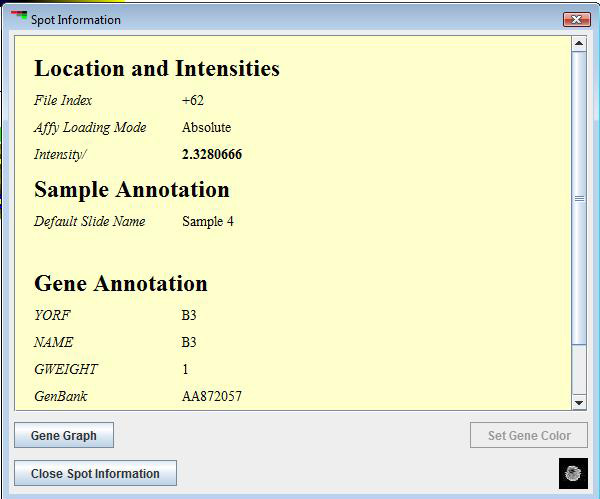 Spot Information
Location and Intensities
File Index +62
Affy Loading Mode Absolute
Intensity/ 2.3280666
Sample Annotation
Default Slide Name Sample 4
Gene Annotation
YORF B3
NAME B3
GWEIGHT 1
GenBank AA872057
Gene Graph Set Gene Color
Close Spot Information